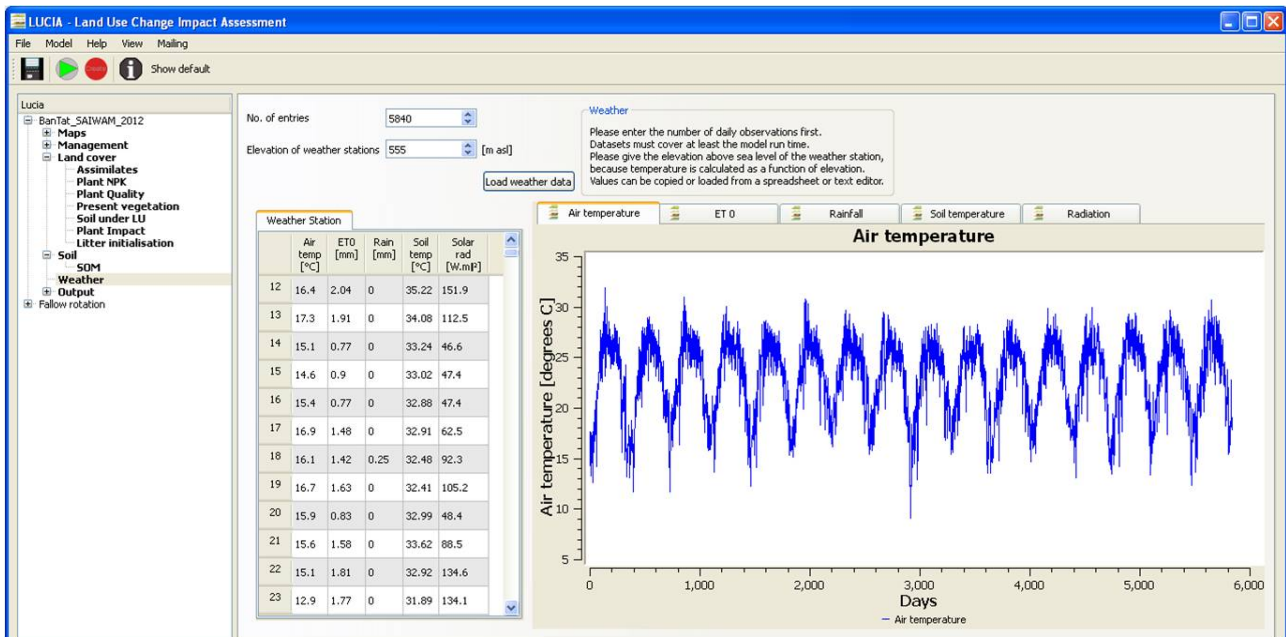 LUCIA - Land Use Change Impact Assessment
File Model Help View Mailing
Create Show default
Lucia
BanTat_SAIWAM_2012
Maps
Management
Land cover
Assimilates
Plant NPK
Plant Quality
Present vegetation
Soil under LU
Plant Impact
Litter initialisation
Soil
SOM
Weather
Output
Fallow rotation
No. of entries 5840
Elevation of weather stations 555 [m asl]
Load weather data
Weather
Please enter the number of daily observations first.
Datasets must cover at least the model run time.
Please give the elevation above sea level of the weather station,
because temperature is calculated as a function of elevation.
Values can be copied or loaded from a spreadsheet or text editor.
Weather Station
Air temp [°C] ET0 [mm] Rain [mm] Soil temp [°C] Solar rad [W.m|²]
12 16.4 2.04 0 35.22 151.9
13 17.3 1.91 0 34.08 112.5
14 15.1 0.77 0 33.24 46.6
15 14.6 0.9 0 33.02 47.4
16 15.4 0.77 0 32.88 47.4
17 16.9 1.48 0 32.91 62.5
18 16.1 1.42 0.25 32.48 92.3
19 16.7 1.63 0 32.41 105.2
20 15.9 0.83 0 32.99 48.4
21 15.6 1.58 0 33.62 88.5
22 15.1 1.81 0 32.92 134.6
23 12.9 1.77 0 31.89 134.1
Air temperature ET 0 Rainfall Soil temperature Radiation
Air temperature
Air temperature [degrees C]
35
30
25
20
15
10
5
0 1,000 2,000 3,000 4,000 5,000 6,000
Days
Air temperature